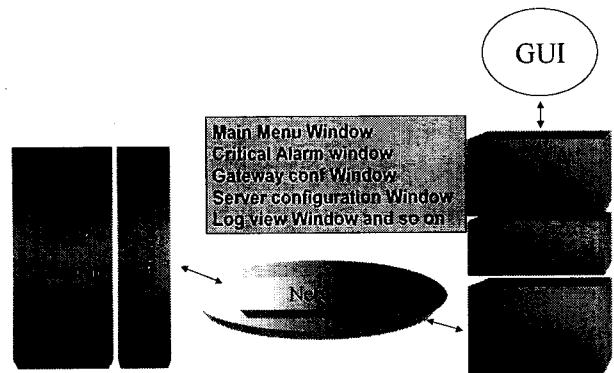 GUI
Main Menu Window
Critical Alarm window
Gateway conf Window
Server configuration Window
Log view Window and so on